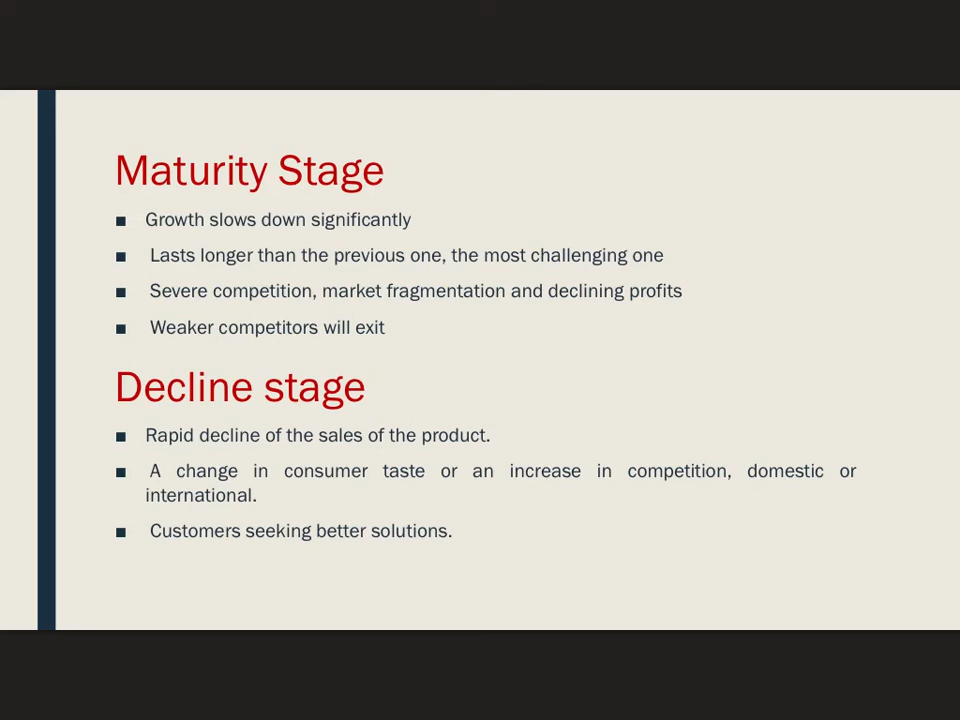 Maturity Stage
■ Growth slows down significantly
■ Lasts longer than the previous one, the most challenging one
■ Severe competition, market fragmentation and declining profits
■ Weaker competitors will exit
Decline stage
■ Rapid decline of the sales of the product.
■ A change in consumer taste or an increase in competition, domestic or
international.
■ Customers seeking better solutions.